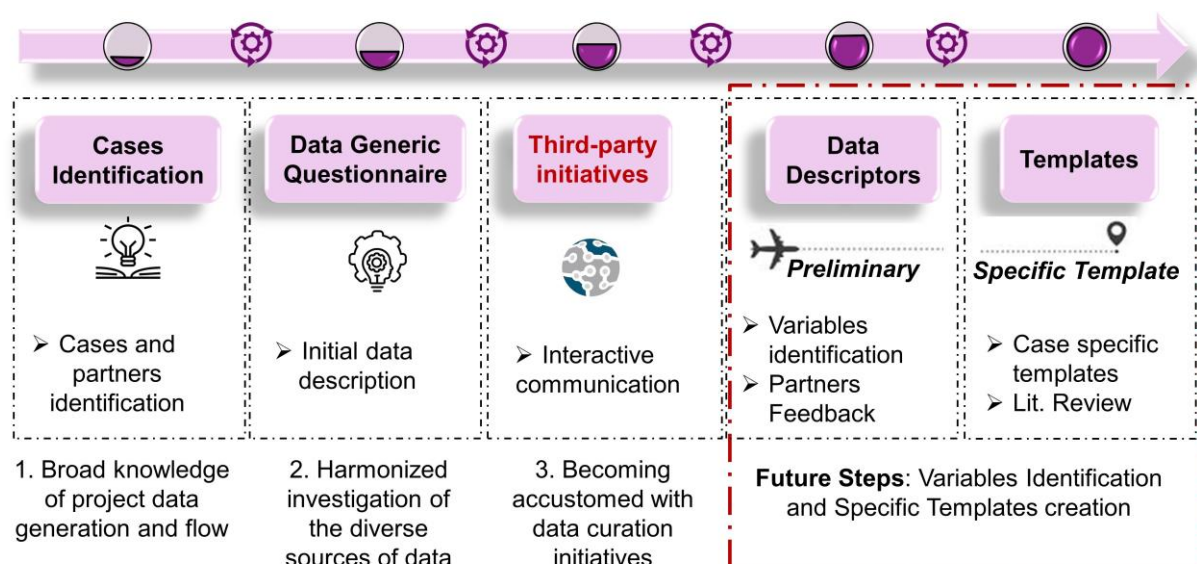 Cases
Identification
Data Generic
Questionnaire
Third-party
initiatives
Data
Descriptors
Templates
Preliminary
Specific Template
➢ Cases and
partners
identification
➢ Initial data
description
➢ Interactive
communication
➢ Variables
identification
➢ Partners
Feedback
➢ Case specific
templates
➢ Lit. Review
1. Broad knowledge
of project data
generation and flow
2. Harmonized
investigation of
the diverse
sources of data
3. Becoming
accustomed with
data curation
initiatives
Future Steps: Variables Identification
and Specific Templates creation